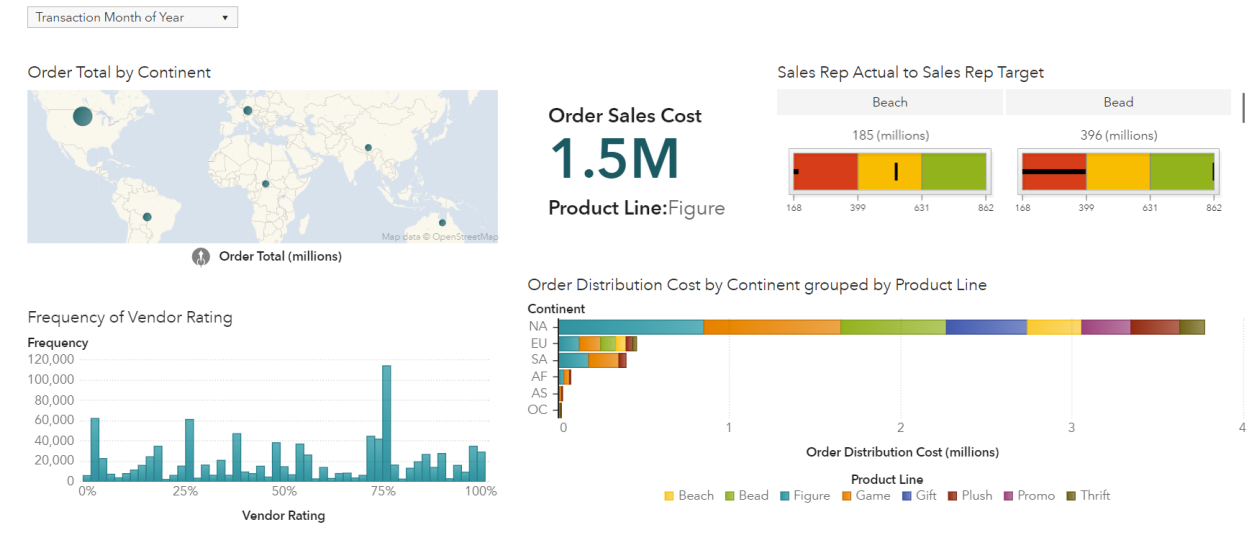 Transaction Month of Year
Order Total by Continent
Map data © OpenStreetMap
Order Total (millions)
Order Sales Cost
1.5M
Product Line:Figure
Sales Rep Actual to Sales Rep Target
Beach
Bead
185 (millions)
396 (millions)
168 399 631 862
168 399 631 862
Frequency of Vendor Rating
Frequency
120,000
100,000
80,000
60,000
40,000
20,000
0
0% 25% 50% 75% 100%
Vendor Rating
Order Distribution Cost by Continent grouped by Product Line
Continent
NA
EU
SA
AF
AS
OC
0 1 2 3 4
Order Distribution Cost (millions)
Product Line
Beach Bead Figure Game Gift Plush Promo Thrift